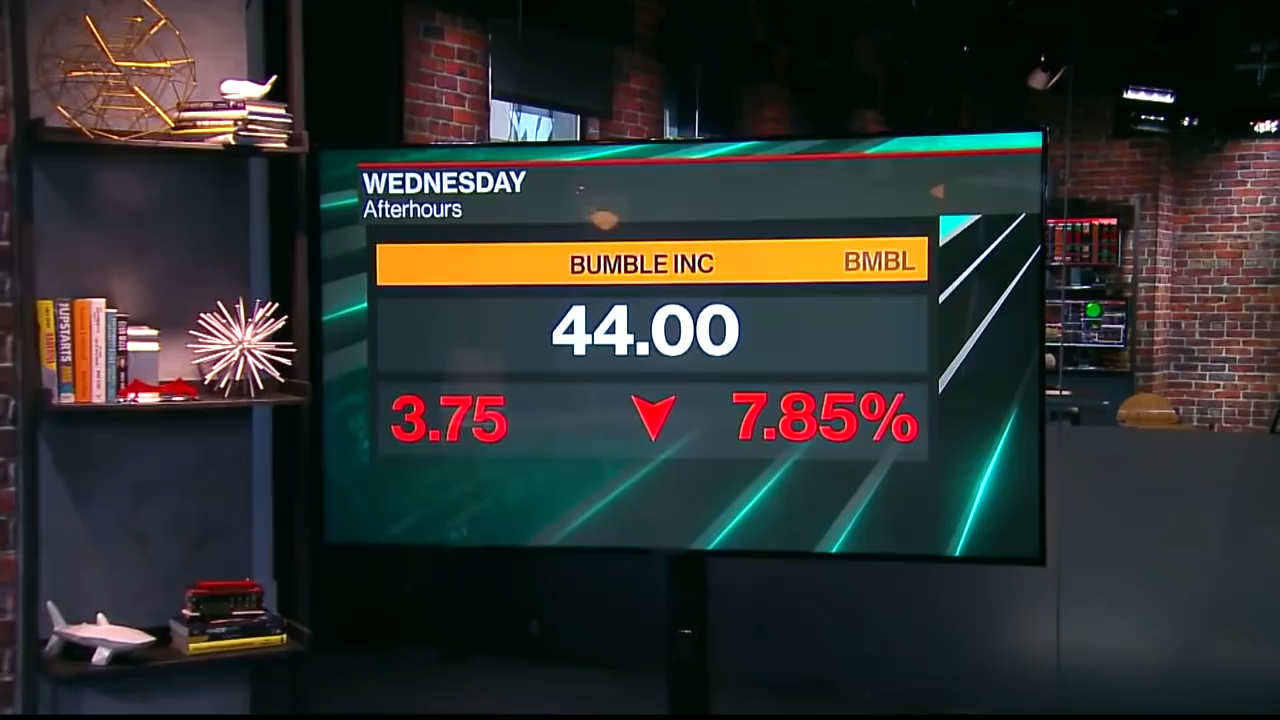 WEDNESDAY
Afterhours
BUMBLE INC BMBL
44.00
3.75 7.85%
UPSTARTS